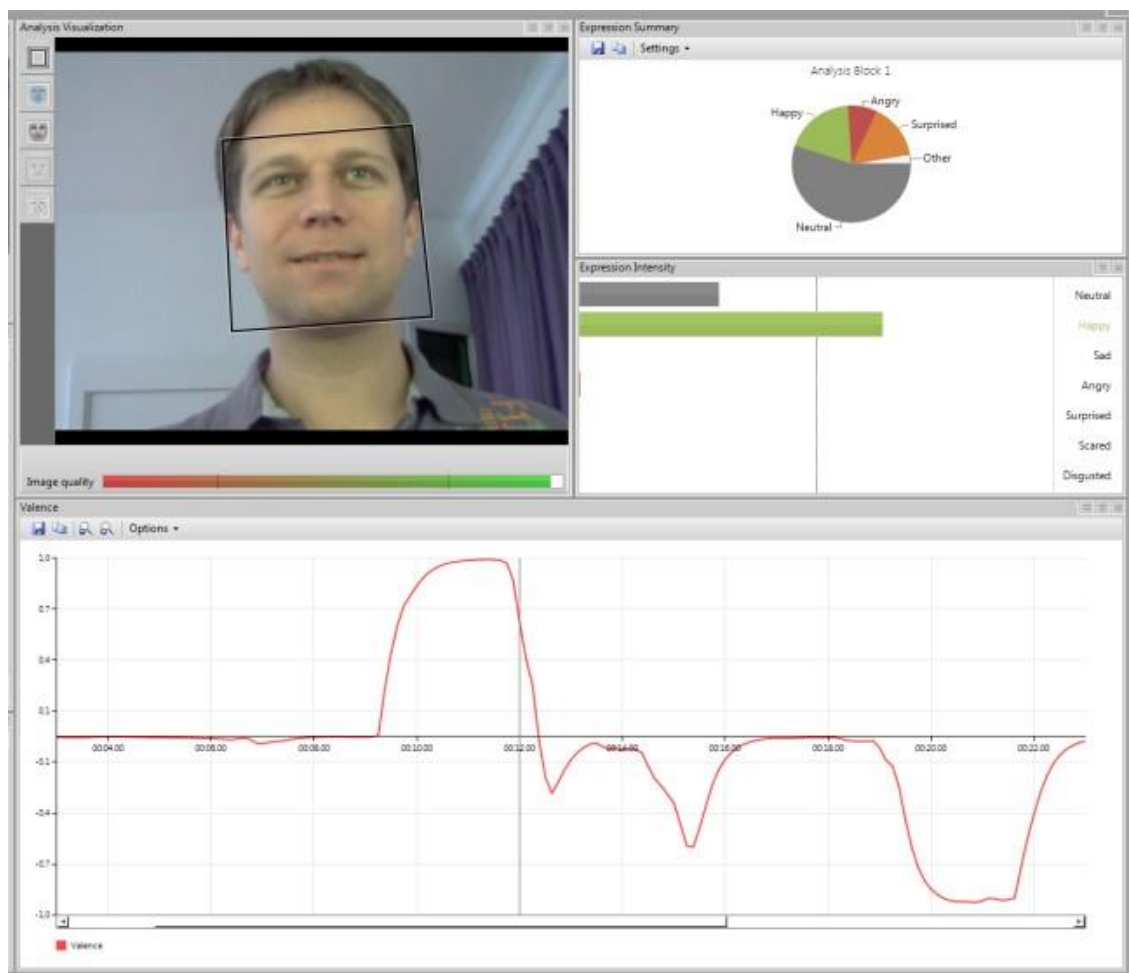 Analysis Visualization
Image quality
Expression Summary
Settings
Analysis Block 1
Angry
Happy
Surprised
Other
Neutral
Expression Intensity
Neutral
Happy
Sad
Angry
Surprised
Scared
Disgusted
Valence
Options
1,0
0,7
0,4
0,1
-0,1
-0,4
-0,7
-1,0
00:04.00 00:06.00 00:08.00 00:10.00 00:12.00 00:14.00 00:16.00 00:18.00 00:20.00 00:22.00
Valence